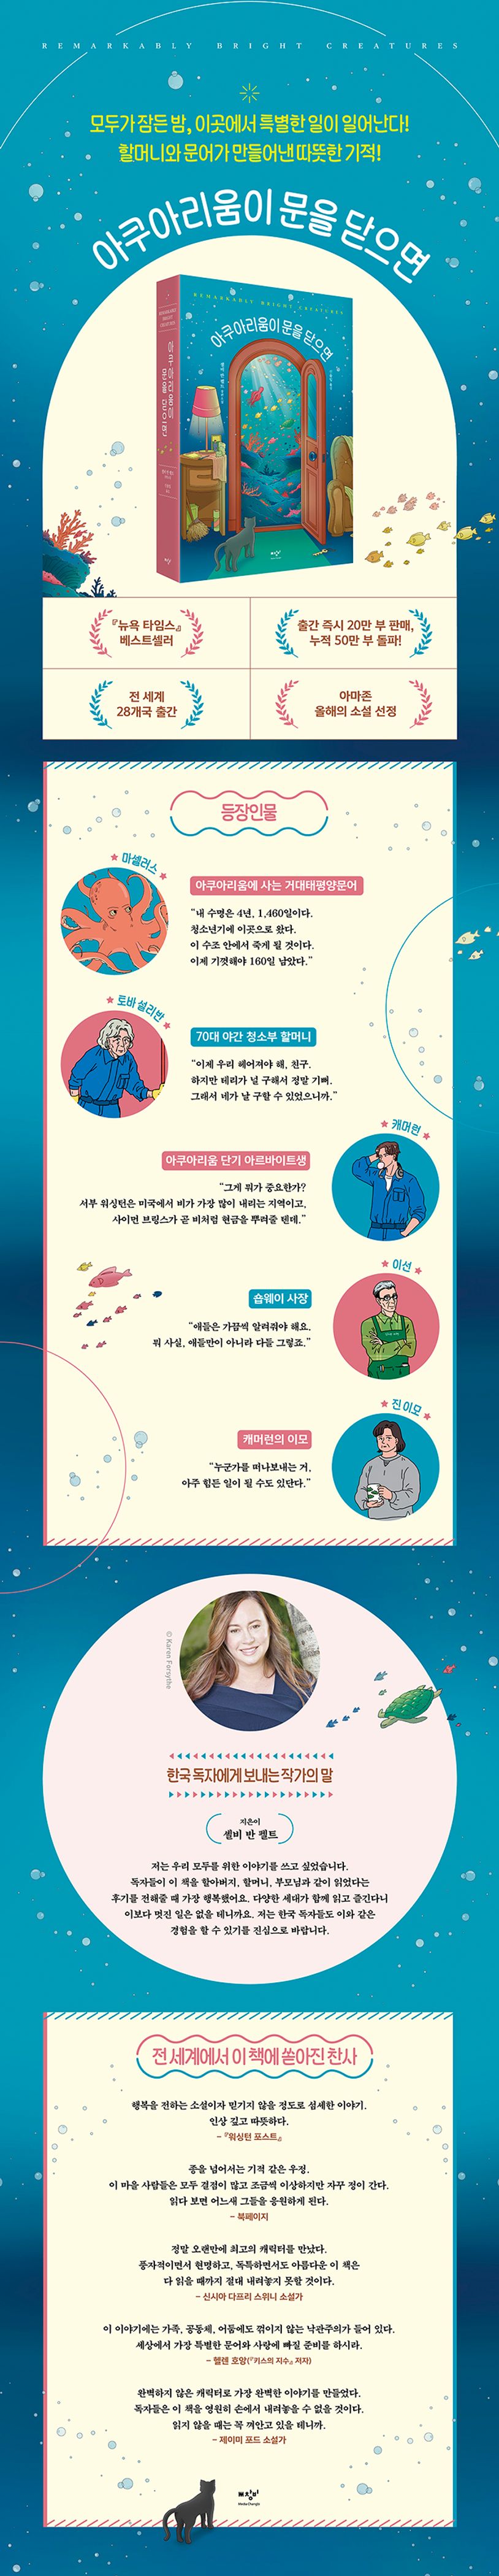 REMARKABLY BRIGHT CREATURES
모두가 잠든 밤, 이곳에서 특별한 일이 일어난다!
할머니와 문어가 만들어낸 따뜻한 기적!
아쿠아리움이 문을 닫으면
REMARKABLY BRIGHT CREATURES
아쿠아리움이 문을 닫으면
아쿠아리움이 문을 닫으면
『뉴욕 타임스』
베스트셀러
출간 즉시 20만 부 판매,
누적 50만 부 돌파!
전 세계
28개국 출간
아마존
올해의 소설 선정
등장인물
마셀러스
아쿠아리움에 사는 거대태평양문어
“내 수명은 4년, 1,460일이다.
청소년기에 이곳으로 왔다.
이 수조 안에서 죽게 될 것이다.
이제 기껏해야 160일 남았다.”
토바 설리반
70대 야간 청소부 할머니
“이제 우리 헤어져야 해, 친구.
하지만 테리가 널 구해서 정말 기뻐.
그래서 네가 날 구할 수 있었으니까.”
캐머런
아쿠아리움 단기 아르바이트생
“그게 뭐가 중요한가?
서부 워싱턴은 미국에서 비가 가장 많이 내리는 지역이고,
사이먼 브링스가 곧 비처럼 현금을 뿌려줄 텐데.”
이선
숍웨이 사장
“애들은 가끔씩 알려줘야 해요.
뭐 사실, 애들만이 아니라 다들 그렇죠.”
진 이모
캐머런의 이모
“누군가를 떠나보내는 거,
아주 힘든 일이 될 수도 있단다.”
© Karen Forsythe
한국 독자에게 보내는 작가의 말
지은이
셸비 반 펠트
저는 우리 모두를 위한 이야기를 쓰고 싶었습니다.
독자들이 이 책을 할아버지, 할머니, 부모님과 같이 읽었다는
후기를 전해줄 때 가장 행복했어요. 다양한 세대가 함께 읽고 즐긴다니
이보다 멋진 일은 없을 테니까요. 저는 한국 독자들도 이와 같은
경험을 할 수 있기를 진심으로 바랍니다.
전 세계에서 이 책에 쏟아진 찬사
행복을 전하는 소설이자 믿기지 않을 정도로 섬세한 이야기.
인상 깊고 따뜻하다.
- 『워싱턴 포스트』
종을 넘어서는 기적 같은 우정.
이 마을 사람들은 모두 결점이 많고 조금씩 이상하지만 자꾸 정이 간다.
읽다 보면 어느새 그들을 응원하게 된다.
- 북페이지
정말 오랜만에 최고의 캐릭터를 만났다.
풍자적이면서 현명하고, 독특하면서도 아름다운 이 책은
다 읽을 때까지 절대 내려놓지 못할 것이다.
- 신시아 다프리 스위니 소설가
이 이야기에는 가족, 공동체, 어둠에도 꺾이지 않는 낙관주의가 들어 있다.
세상에서 가장 특별한 문어와 사랑에 빠질 준비를 하시라.
- 헬렌 호앙(『키스의 지수』 저자)
완벽하지 않은 캐릭터로 가장 완벽한 이야기를 만들었다.
독자들은 이 책을 영원히 손에서 내려놓을 수 없을 것이다.
읽지 않을 때는 꼭 껴안고 있을 테니까.
- 제이미 포드 소설가
미디어창비
Media Changbi